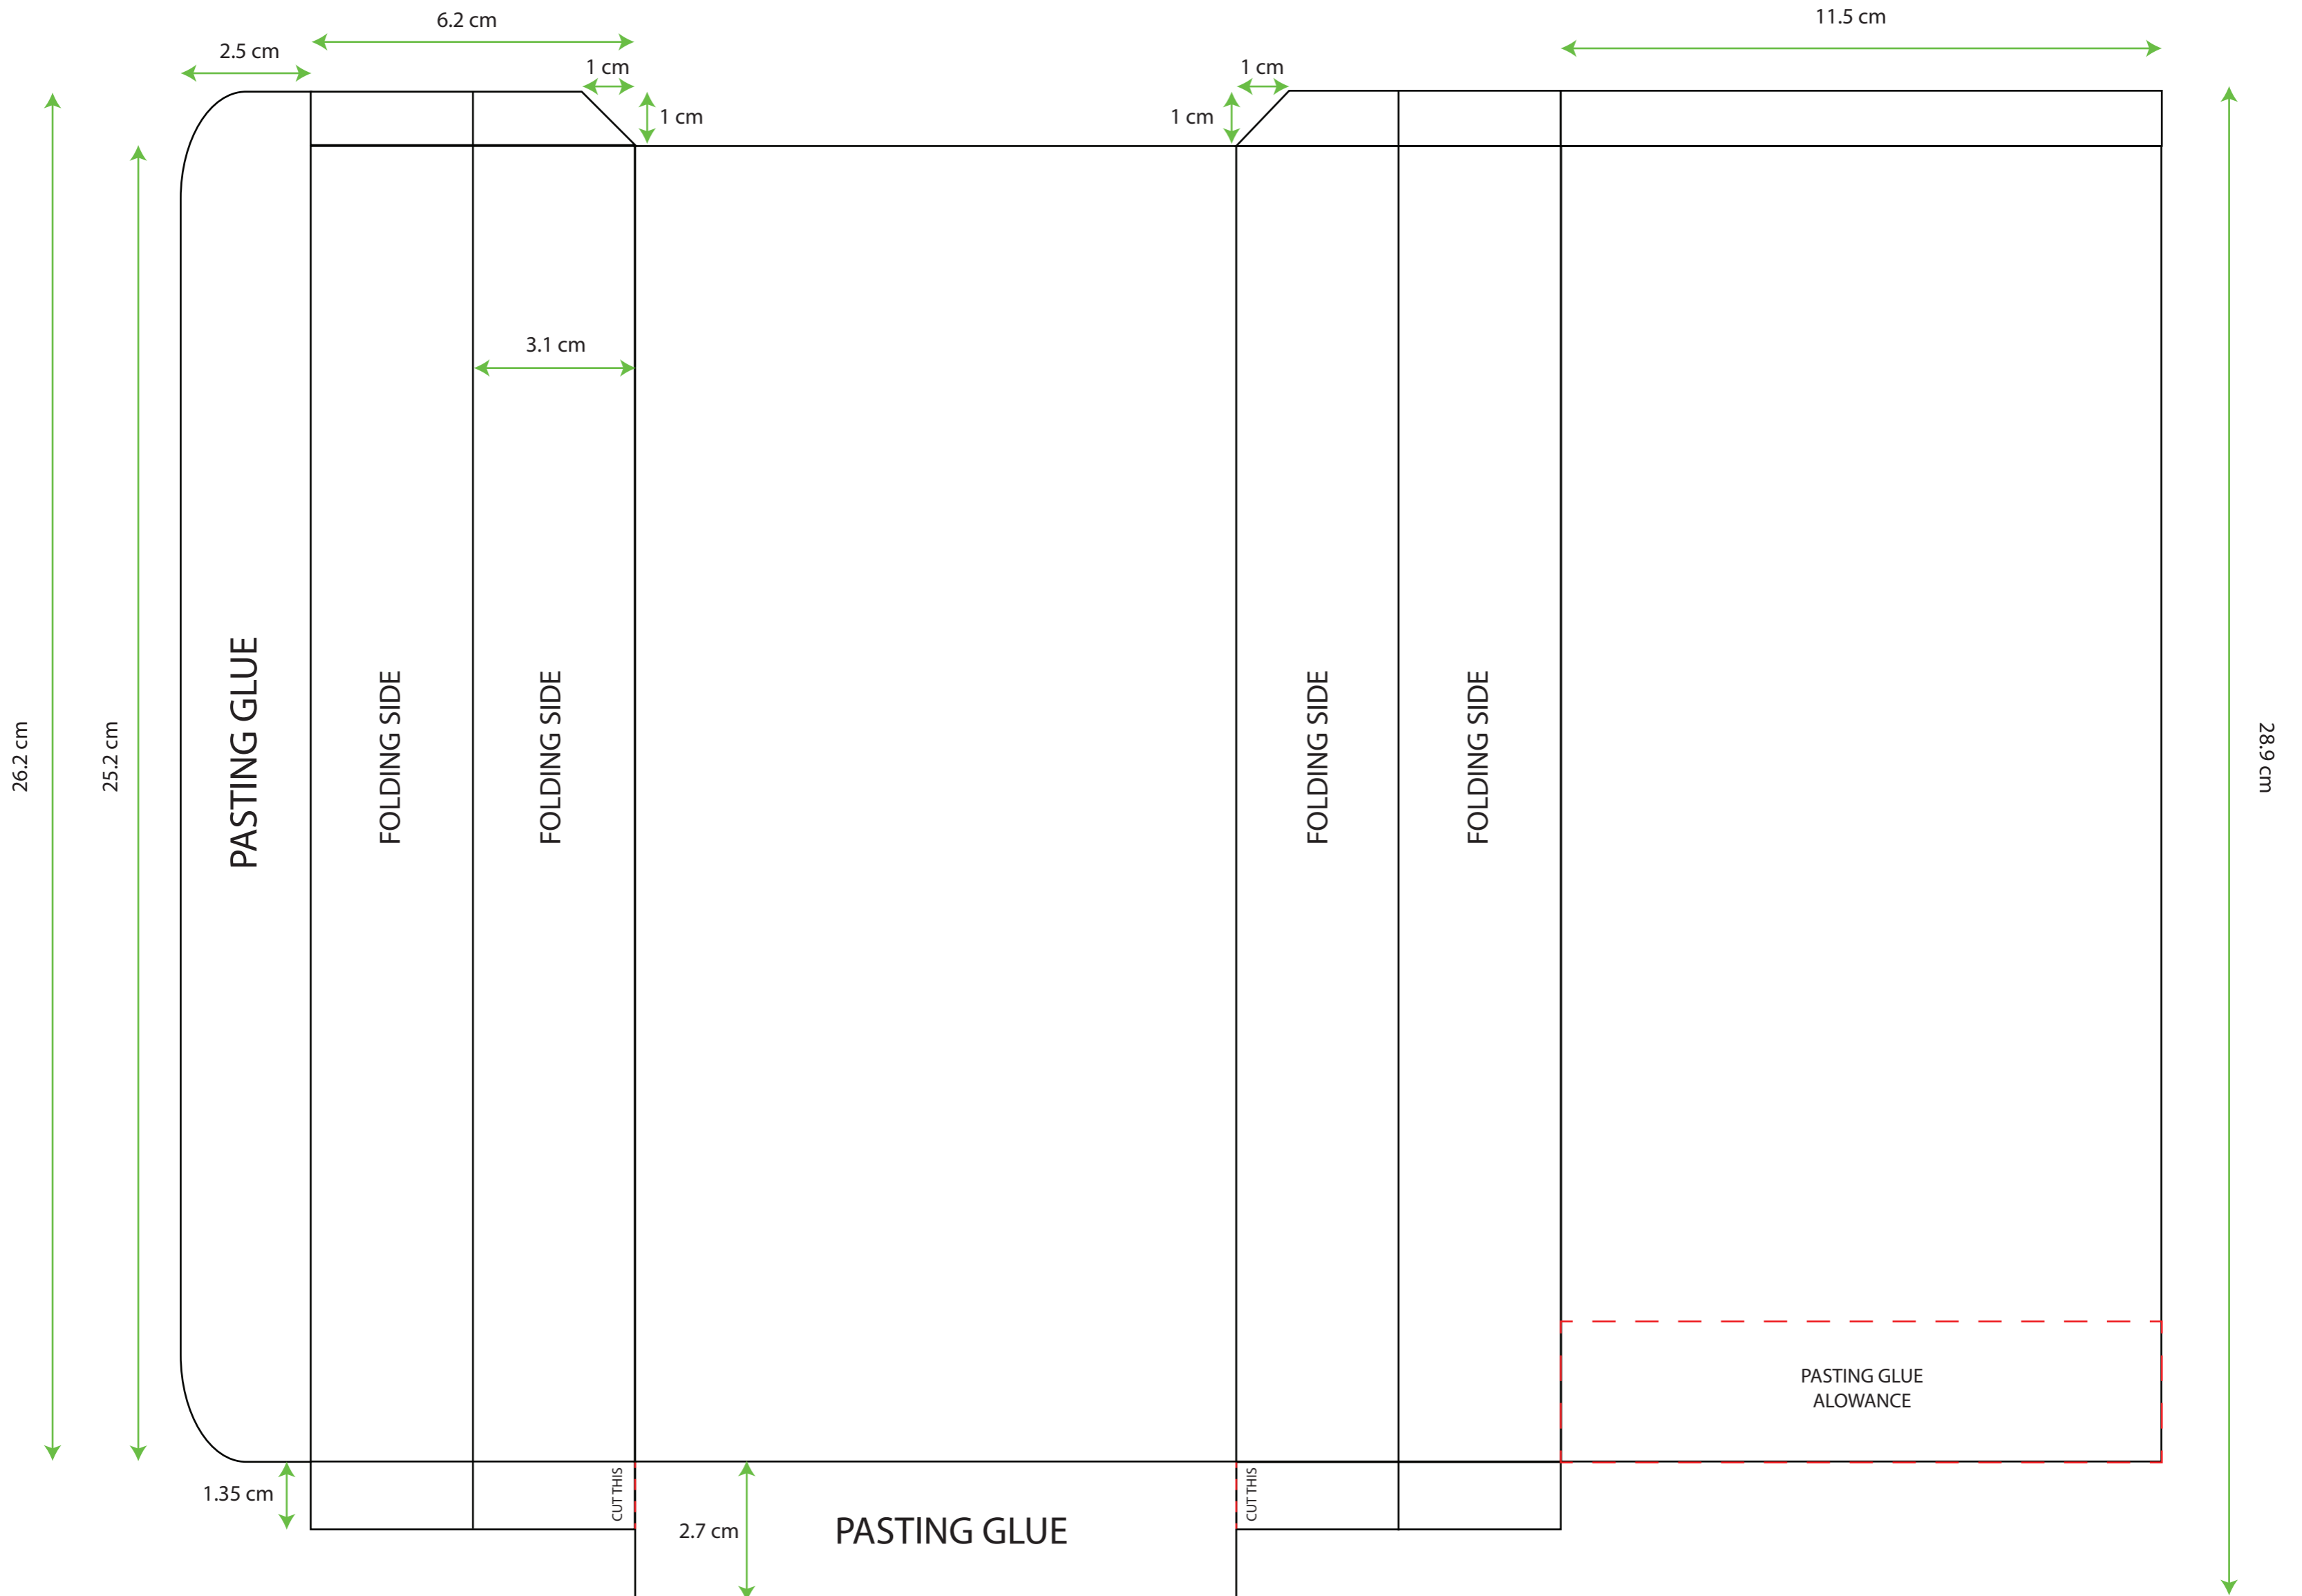 6.2 cm
11.5 cm
2.5 cm
1 cm
1 cm
1 cm
1 cm
3.1 cm
PASTING GLUE
FOLDING SIDE
FOLDING SIDE
FOLDING SIDE
FOLDING SIDE
26.2 cm
25.2 cm
28.9 cm
PASTING GLUE
ALOWANCE
1.35 cm
CUT THIS
CUT THIS
2.7 cm
PASTING GLUE